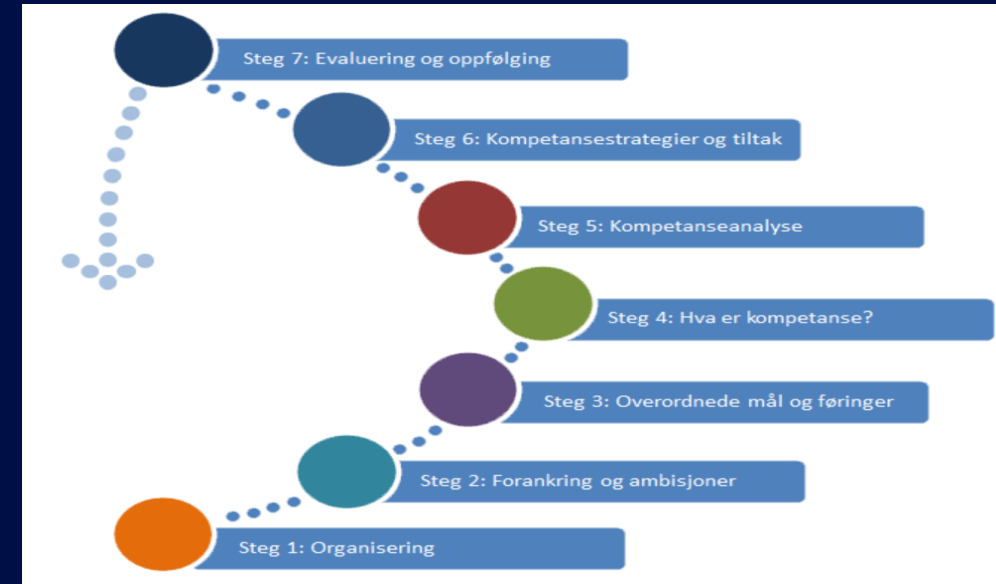 Steg 7: Evaluering og oppfølging
Steg 6: Kompetansestrategier og tiltak
Steg 5: Kompetanseanalyse
Steg 4: Hva er kompetanse?
Steg 3: Overordnede mål og føringer
Steg 2: Forankring og ambisjoner
Steg 1: Organisering